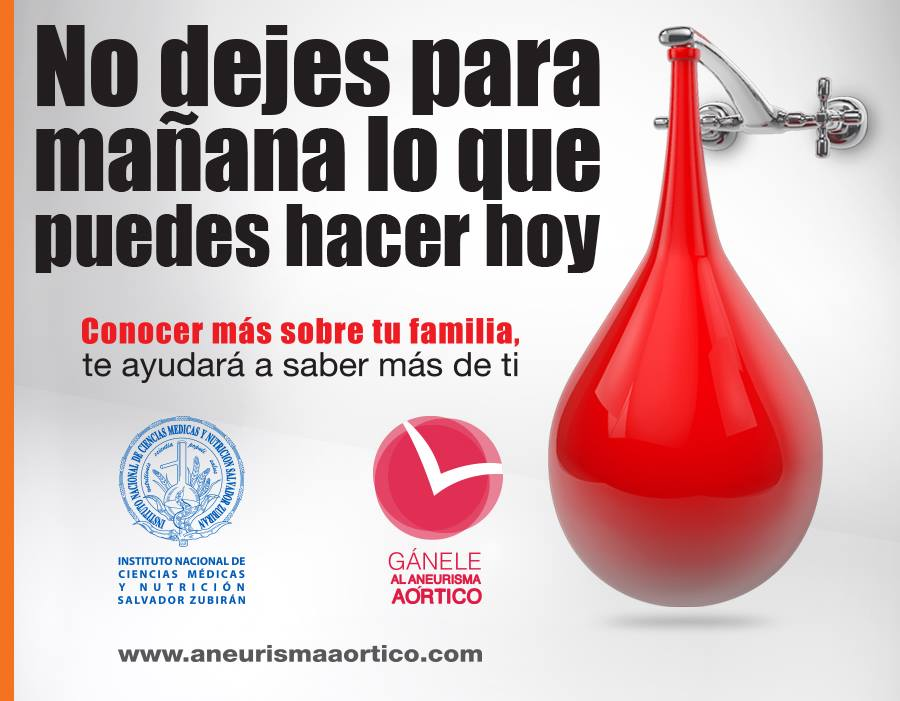 No dejes para
mañana lo que
puedes hacer hoy
Conocer más sobre tu familia,
te ayudará a saber más de ti
INSTITUTO NACIONAL DE CIENCIAS MEDICAS Y NUTRICION SALVADOR ZUBIRAN
INSTITUTO NACIONAL DE
CIENCIAS MÉDICAS
Y NUTRICIÓN
SALVADOR ZUBIRÁN
GÁNELE
AL ANEURISMA
AÓRTICO
www.aneurismaaortico.com